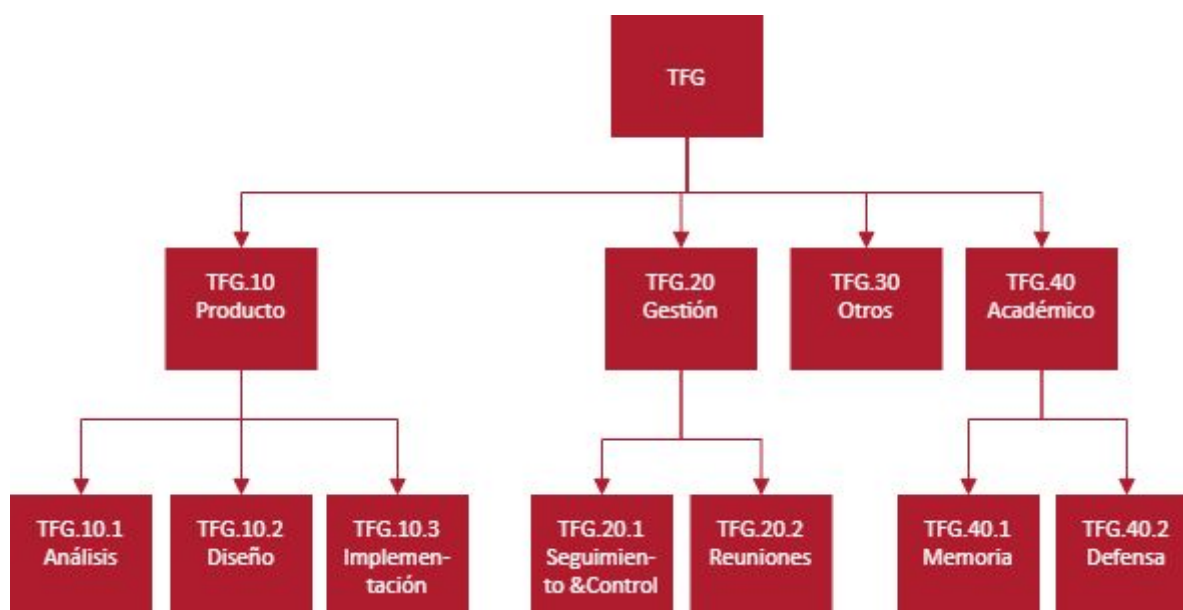 TFG
TFG.10
Producto
TFG.20
Gestión
TFG.30
Otros
TFG.40
Académico
TFG.10.1
Análisis
TFG.10.2
Diseño
TFG.10.3
Implemen-
tación
TFG.20.1
Seguimien-
to &Control
TFG.20.2
Reuniones
TFG.40.1
Memoria
TFG.40.2
Defensa